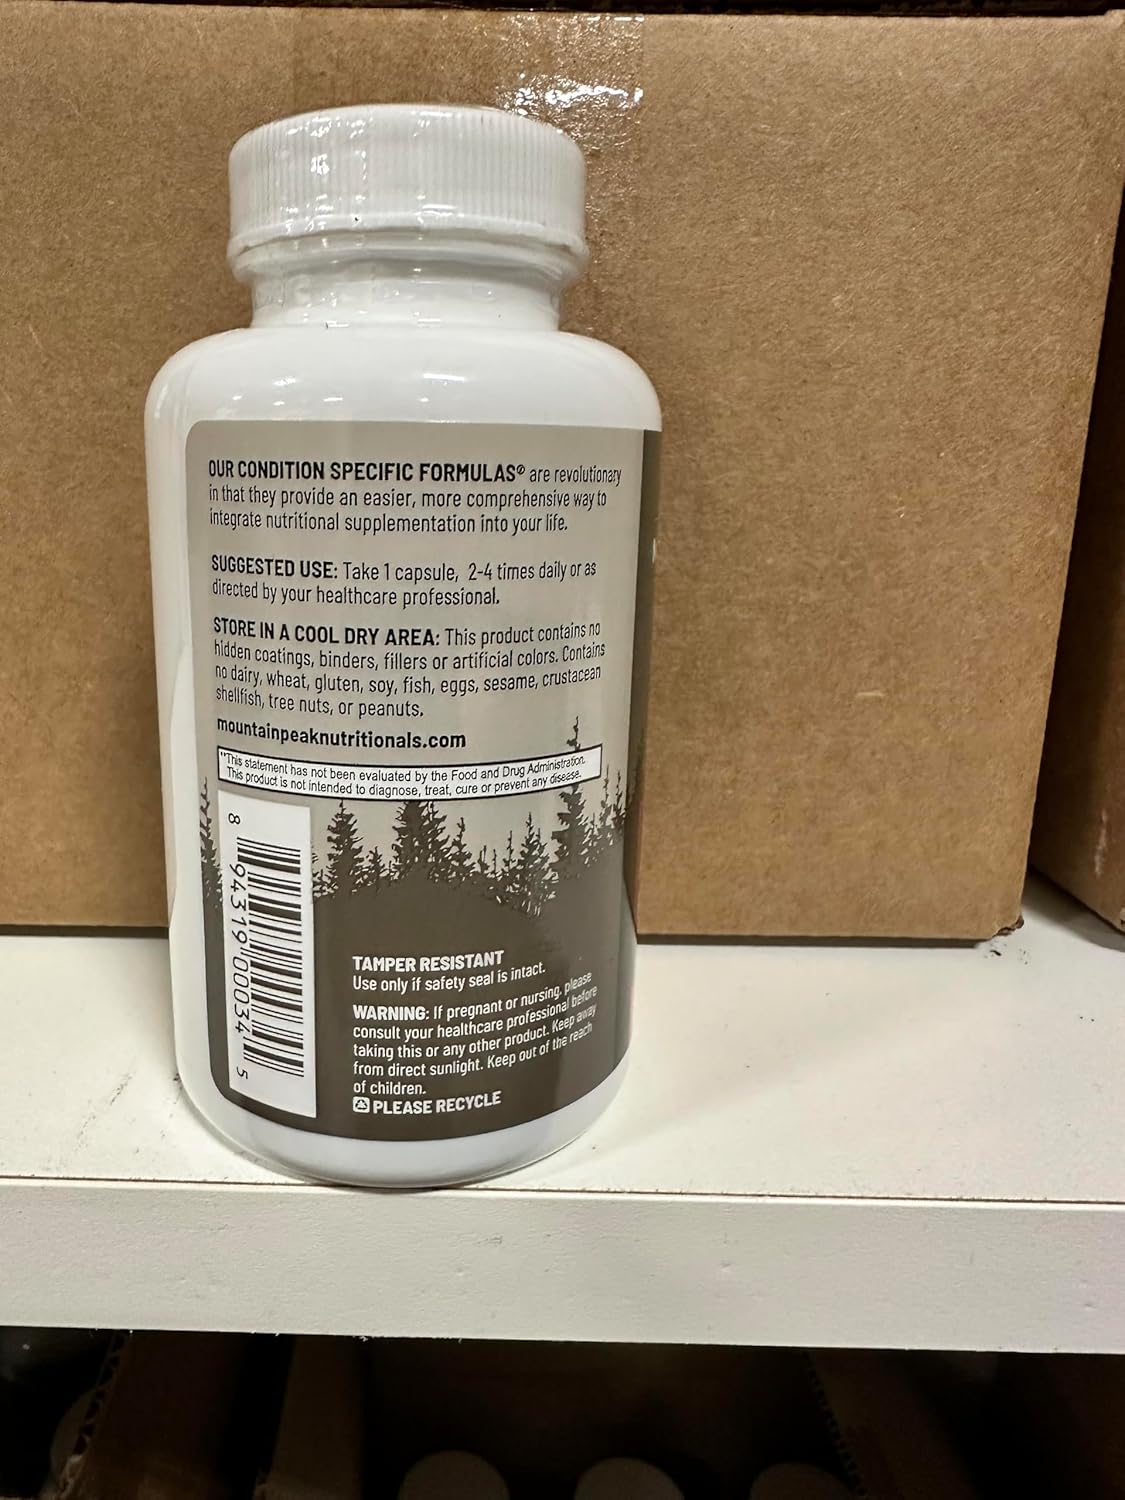 OUR CONDITION SPECIFIC FORMULAS® are revolutionary
in that they provide an easier, more comprehensive way to
integrate nutritional supplementation into your life.
SUGGESTED USE: Take 1 capsule, 2-4 times daily or as
directed by your healthcare professional.
STORE IN A COOL DRY AREA: This product contains no
hidden coatings, binders, fillers or artificial colors. Contains
no dairy, wheat, gluten, soy, fish, eggs, sesame, crustacean
shellfish, tree nuts, or peanuts.
mountainpeaknutritionals.com
**This statement has not been evaluated by the Food and Drug Administration.
This product is not intended to diagnose, treat, cure or prevent any disease.
8 94319 00034 5
TAMPER RESISTANT
Use only if safety seal is intact.
WARNING: If pregnant or nursing, please
consult your healthcare professional before
taking this or any other product. Keep away
from direct sunlight. Keep out of the reach
of children.
PLEASE RECYCLE